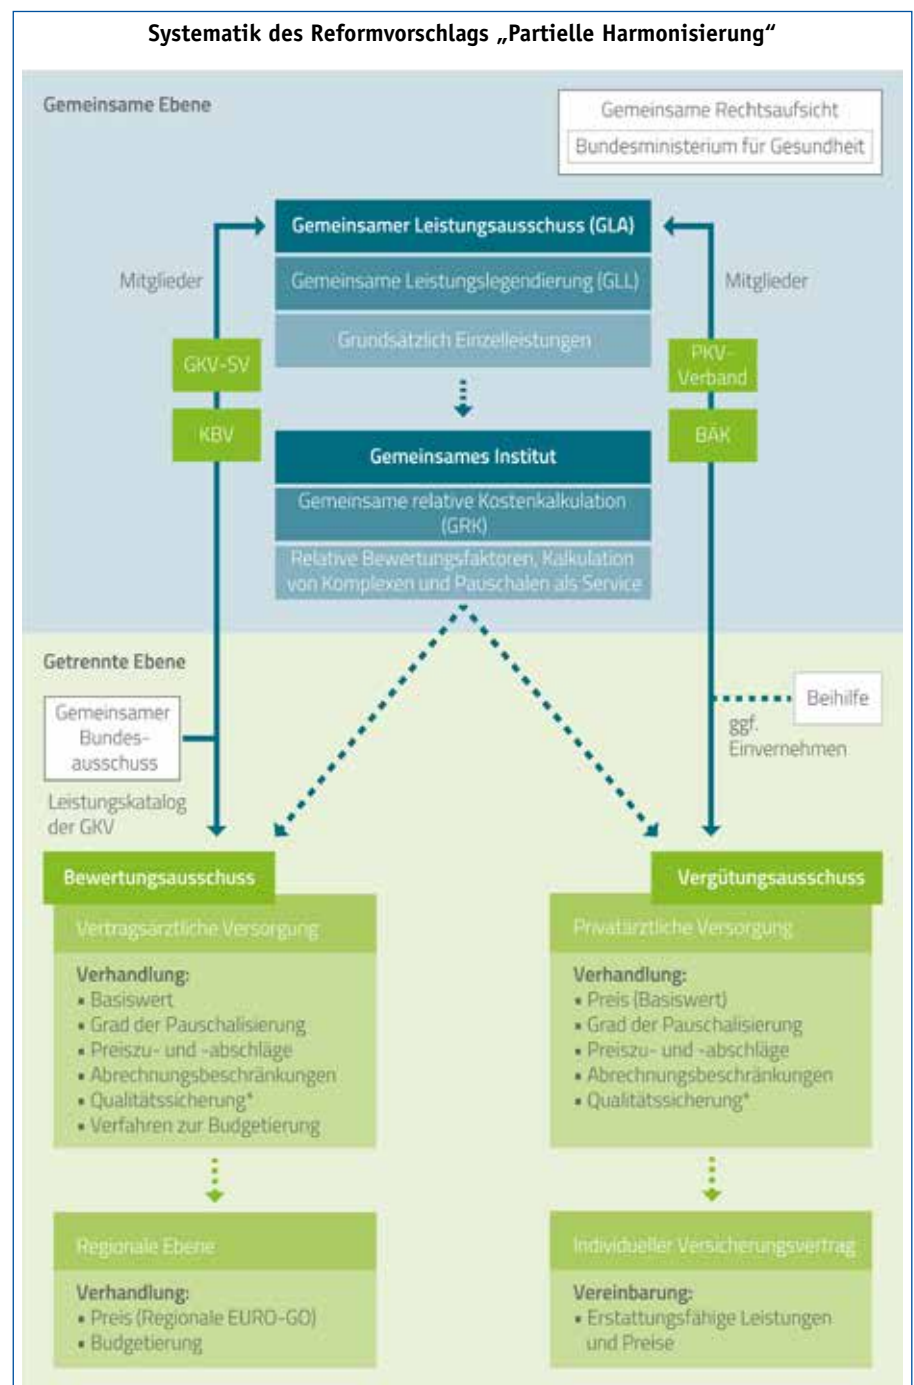 Systematik des Reformvorschlags „Partielle Harmonisierung“
Gemeinsame Ebene
Gemeinsame Rechtsaufsicht
Bundesministerium für Gesundheit
Gemeinsamer Leistungsausschuss (GLA)
Gemeinsame Leistungslegendierung (GLL)
Grundsätzlich Einzelleistungen
Mitglieder
Mitglieder
GKV-SV
KBV
PKV-
Verband
BÄK
Gemeinsames Institut
Gemeinsame relative Kostenkalkulation
(GRK)
Relative Bewertungsfaktoren, Kalkulation
von Komplexen und Pauschalen als Service
Getrennte Ebene
Gemeinsamer
Bundes-
ausschuss
Leistungskatalog
der GKV
Beihilfe
ggf.
Einvernehmen
Bewertungsausschuss
Vertragsärztliche Versorgung
Verhandlung:
▪ Basiswert
▪ Grad der Pauschalisierung
▪ Preiszu- und -abschläge
▪ Abrechnungsbeschränkungen
▪ Qualitätssicherung*
▪ Verfahren zur Budgetierung
Regionale Ebene
Verhandlung:
▪ Preis (Regionale EURO-GO)
▪ Budgetierung
Vergütungsausschuss
Privatärztliche Versorgung
Verhandlung:
▪ Preis (Basiswert)
▪ Grad der Pauschalisierung
▪ Preiszu- und -abschläge
▪ Abrechnungsbeschränkungen
▪ Qualitätssicherung*
Individueller Versicherungsvertrag
Vereinbarung:
▪ Erstattungsfähige Leistungen
und Preise